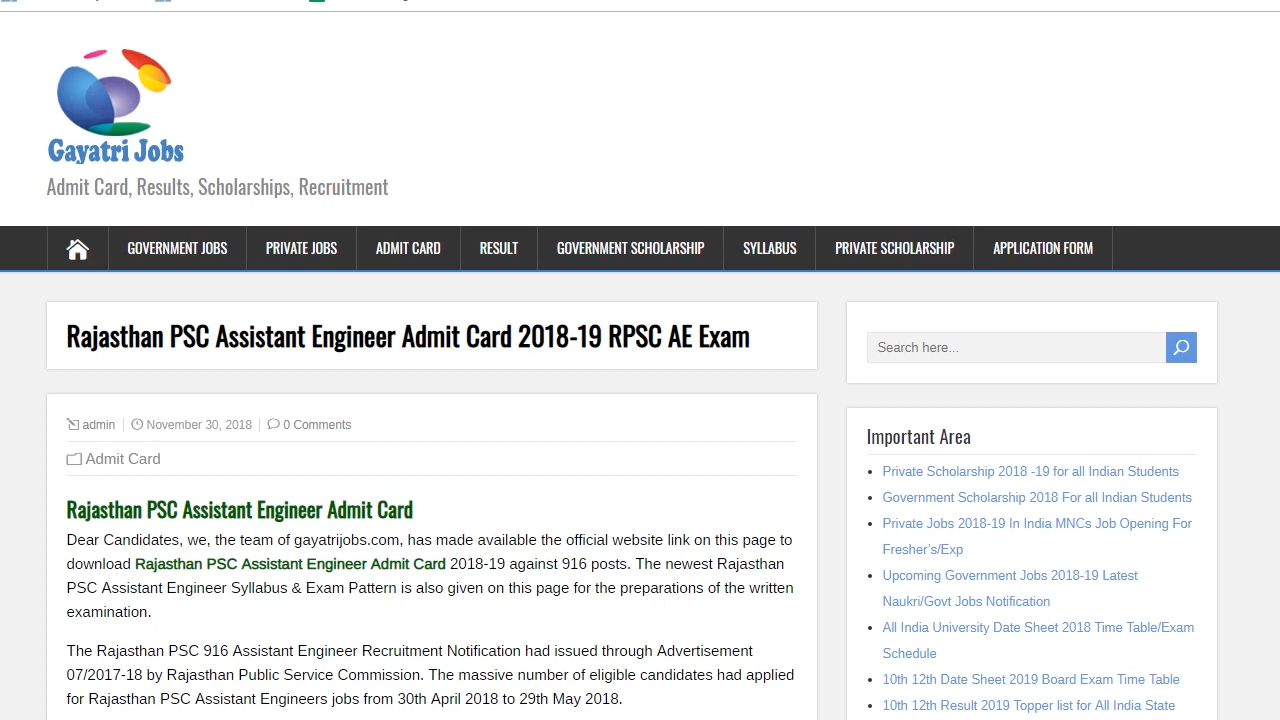 Gayatri Jobs
Admit Card, Results, Scholarships, Recruitment
GOVERNMENT JOBS
PRIVATE JOBS
ADMIT CARD
RESULT
GOVERNMENT SCHOLARSHIP
SYLLABUS
PRIVATE SCHOLARSHIP
APPLICATION FORM
Rajasthan PSC Assistant Engineer Admit Card 2018-19 RPSC AE Exam
admin
November 30, 2018
0 Comments
Admit Card
Rajasthan PSC Assistant Engineer Admit Card
Dear Candidates, we, the team of gayatrijobs.com, has made available the official website link on this page to
download Rajasthan PSC Assistant Engineer Admit Card 2018-19 against 916 posts. The newest Rajasthan
PSC Assistant Engineer Syllabus & Exam Pattern is also given on this page for the preparations of the written
examination.
The Rajasthan PSC 916 Assistant Engineer Recruitment Notification had issued through Advertisement
07/2017-18 by Rajasthan Public Service Commission. The massive number of eligible candidates had applied
for Rajasthan PSC Assistant Engineers jobs from 30th April 2018 to 29th May 2018.
Search here...
Important Area
Private Scholarship 2018 -19 for all Indian Students
Government Scholarship 2018 For all Indian Students
Private Jobs 2018-19 In India MNCs Job Opening For
Fresher’s/Exp
Upcoming Government Jobs 2018-19 Latest
Naukri/Govt Jobs Notification
All India University Date Sheet 2018 Time Table/Exam
Schedule
10th 12th Date Sheet 2019 Board Exam Time Table
10th 12th Result 2019 Topper list for All India State